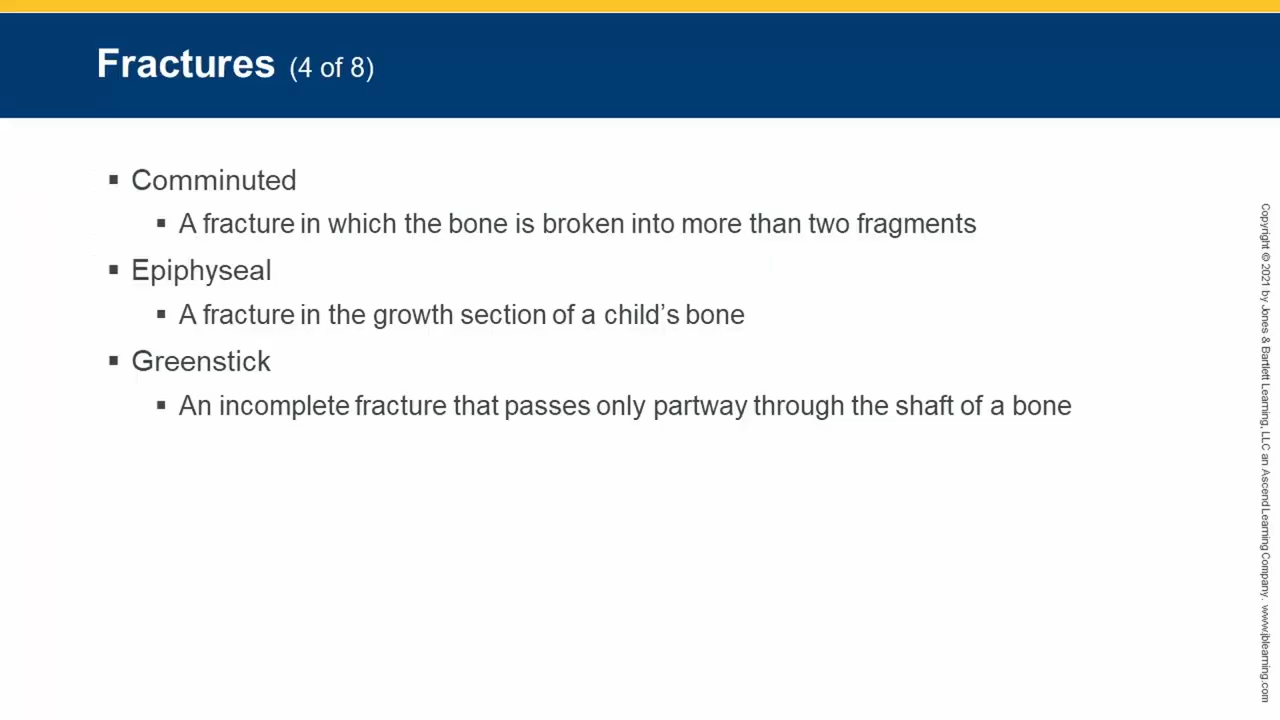 Fractures (4 of 8)
▪ Comminuted
▪ A fracture in which the bone is broken into more than two fragments
▪ Epiphyseal
▪ A fracture in the growth section of a child’s bone
▪ Greenstick
▪ An incomplete fracture that passes only partway through the shaft of a bone
Copyright © 2021 by Jones & Bartlett Learning, LLC an Ascend Learning Company. www.jblearning.com